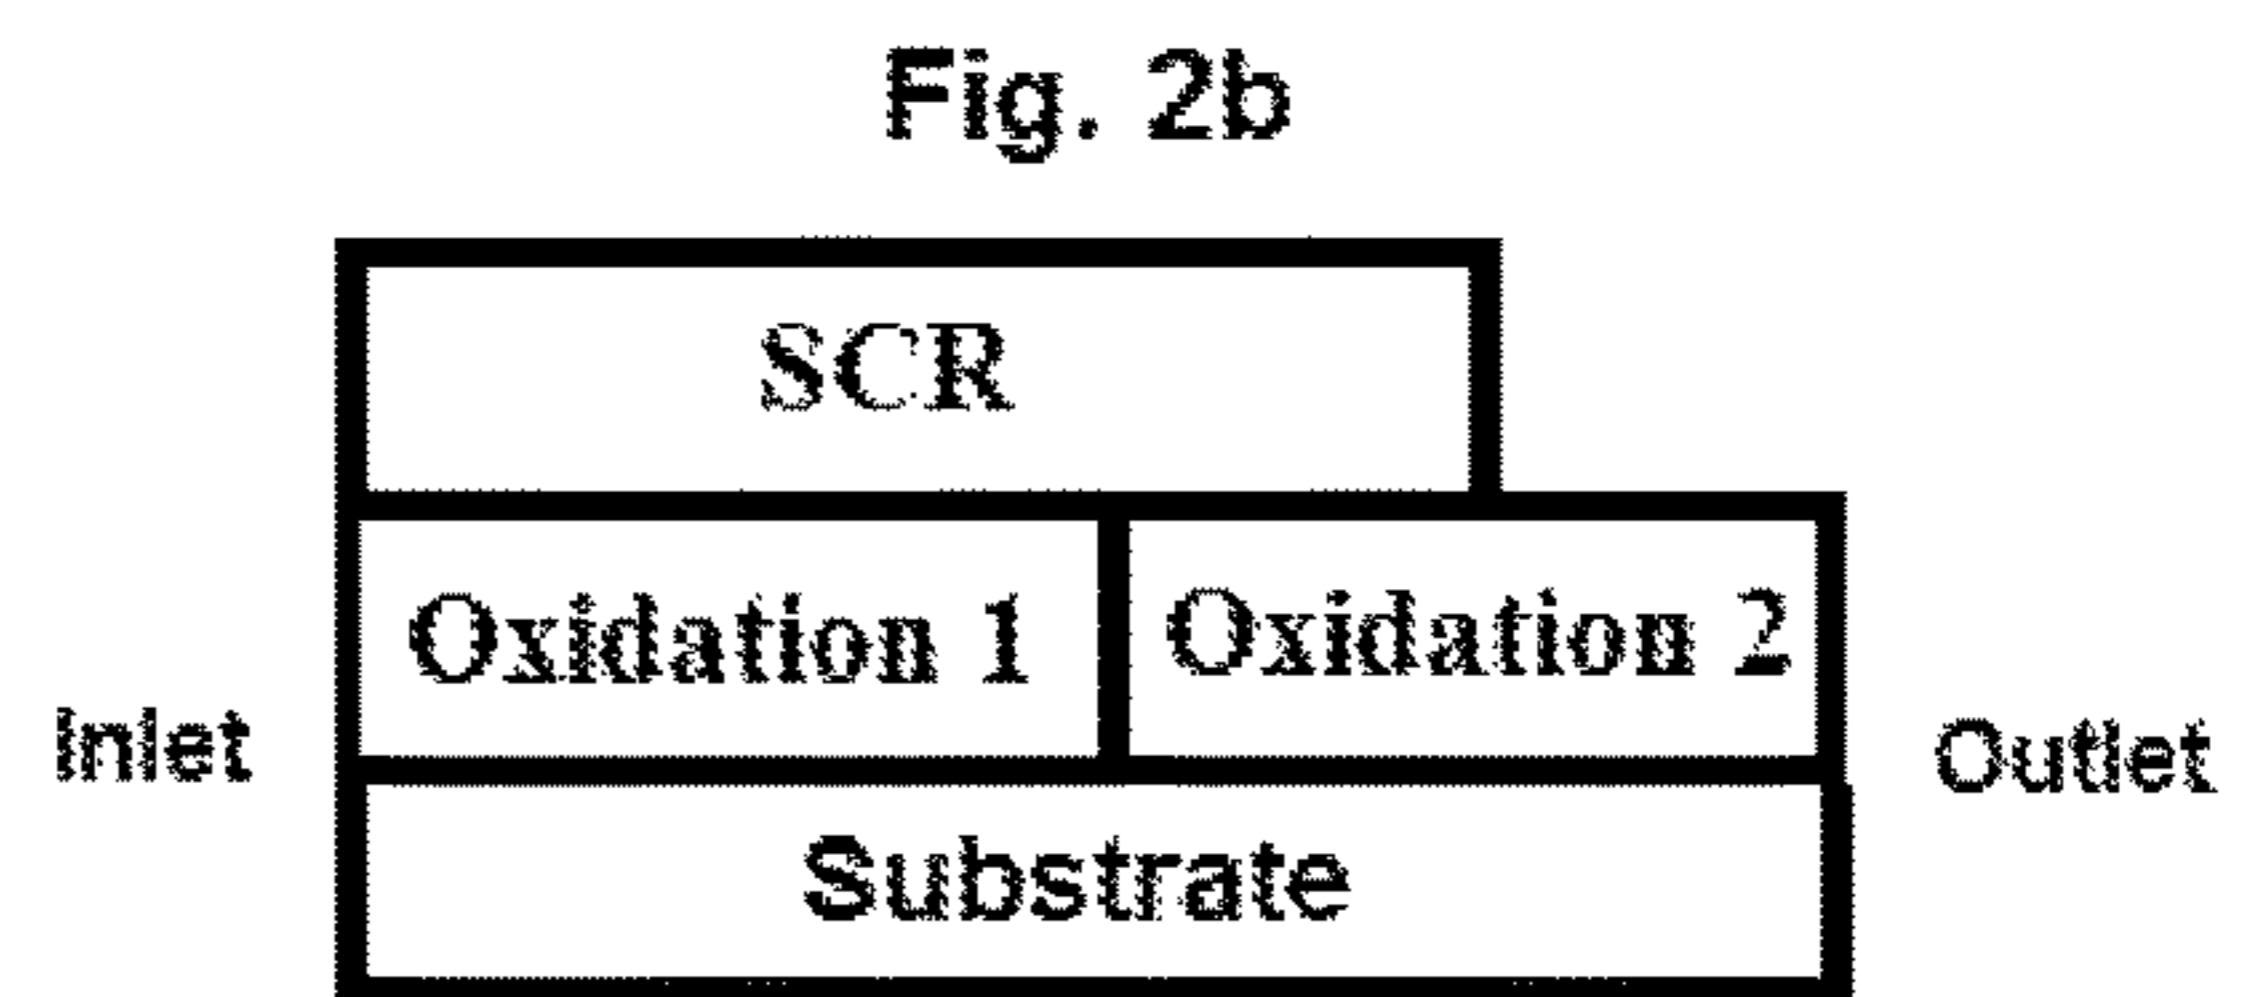 Fig. 2b
SCR
Oxidation 1
Oxidation 2
Inlet
Outlet
Substrate